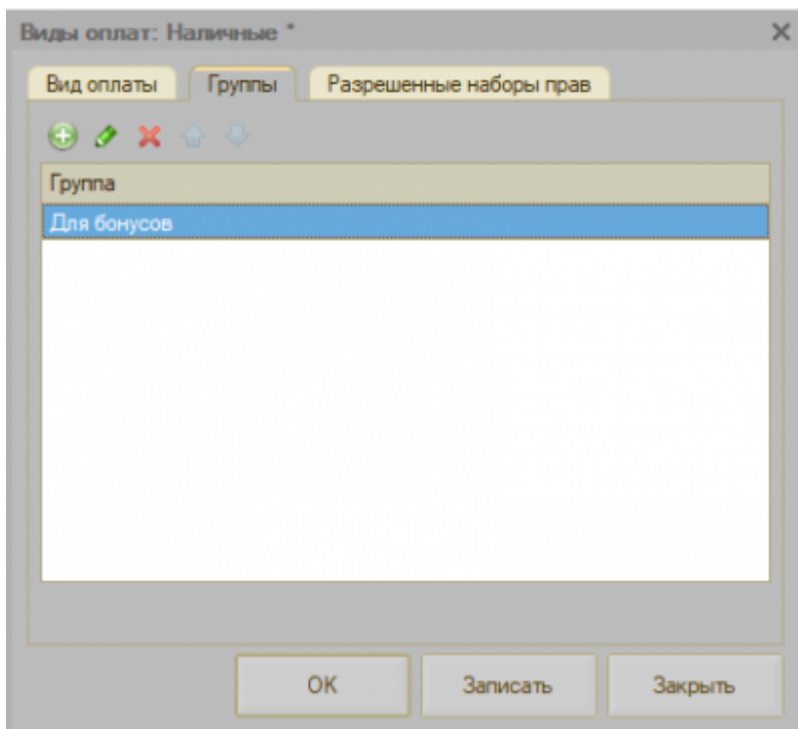 Виды оплат: Наличные *
Вид оплаты Группы Разрешенные наборы прав
Группа
Для бонусов
OK Записать Закрыть